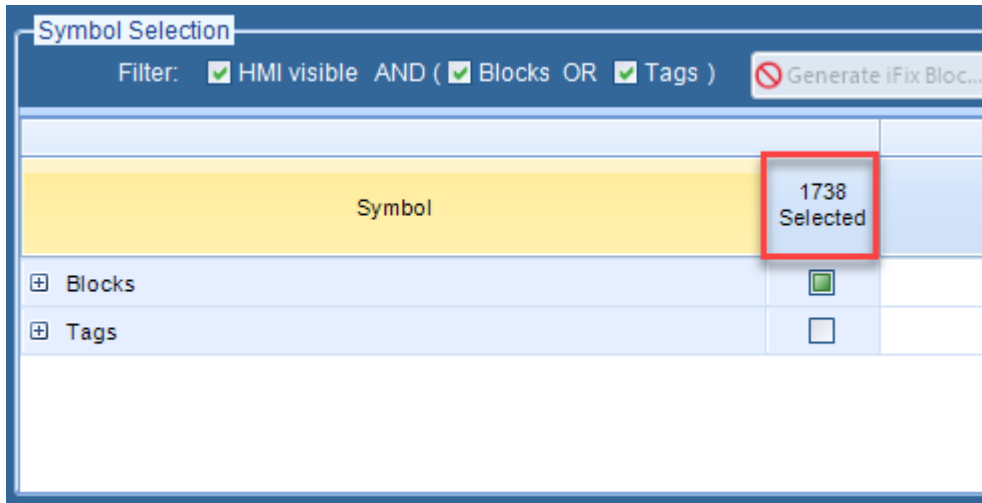 Symbol Selection
Filter: HMI visible AND ( Blocks OR Tags ) Generate iFix Bloc...
Symbol
1738
Selected
Blocks
Tags